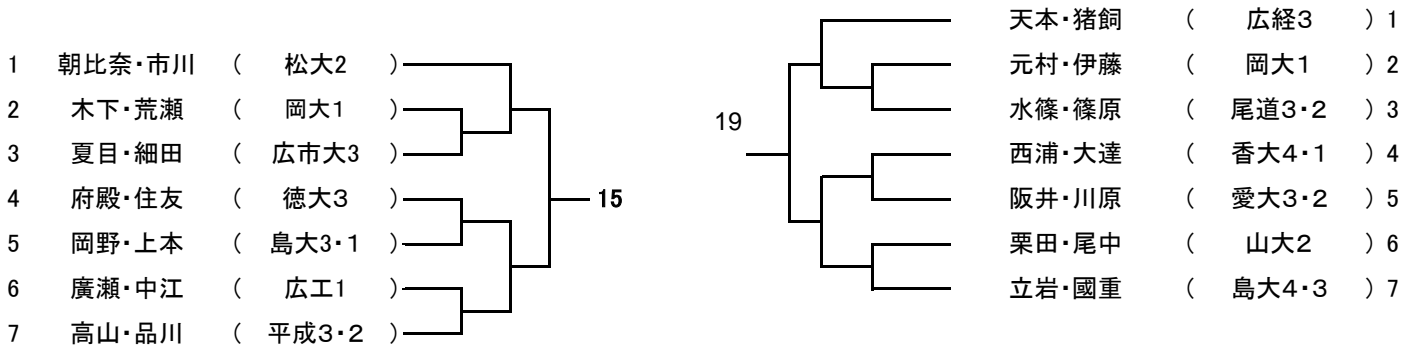 1 朝比奈・市川 ( 松大2 )
2 木下・荒瀬 ( 岡大1 )
3 夏目・細田 ( 広市大3 )
4 府殿・住友 ( 徳大3 )
5 岡野・上本 ( 島大3・1 )
6 廣瀬・中江 ( 広工1 )
7 高山・品川 ( 平成3・2 )
15
19
天本・猪飼 ( 広経3 ) 1
元村・伊藤 ( 岡大1 ) 2
水篠・篠原 ( 尾道3・2 ) 3
西浦・大達 ( 香大4・1 ) 4
阪井・川原 ( 愛大3・2 ) 5
栗田・尾中 ( 山大2 ) 6
立岩・國重 ( 島大4・3 ) 7